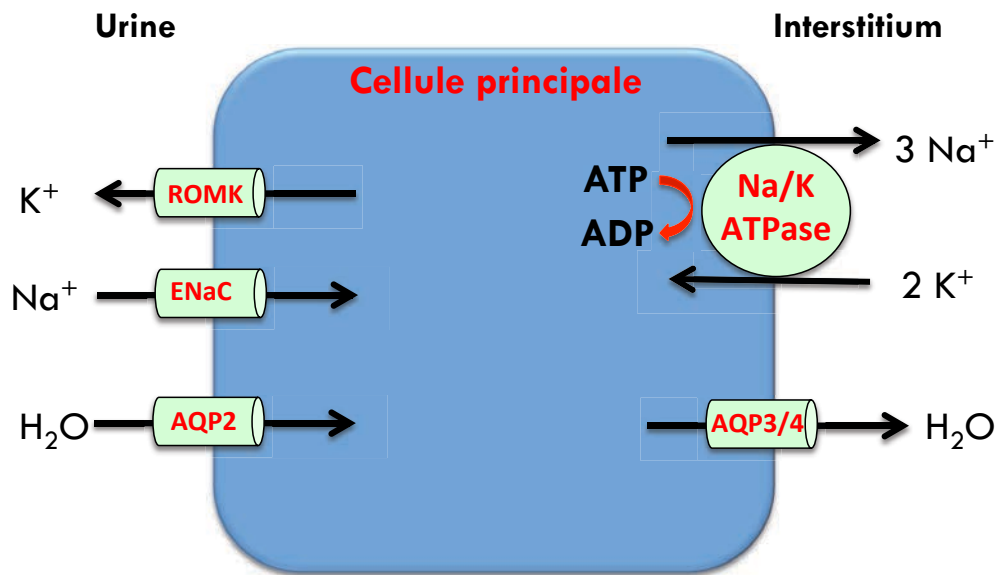 Urine
Interstitium
Cellule principale
3 Na⁺
ATP
Na/K
ATPase
K⁺
ROMK
ADP
Na⁺
ENaC
2 K⁺
H₂O
AQP2
AQP3/4
H₂O